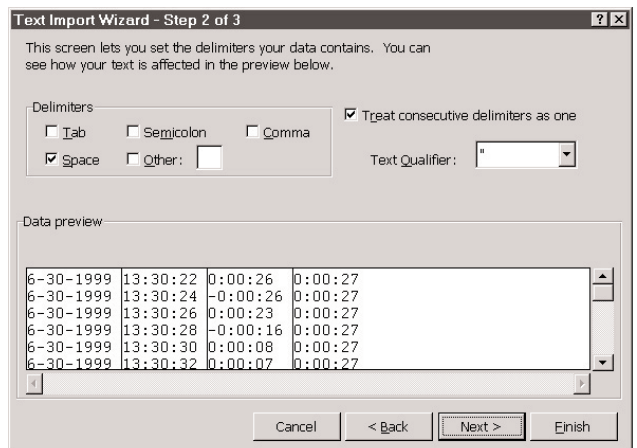 Text Import Wizard - Step 2 of 3
This screen lets you set the delimiters your data contains. You can
see how your text is affected in the preview below.
Delimiters
Tab Semicolon Comma
Space Other:
Treat consecutive delimiters as one
Text Qualifier: "
Data preview
6-30-1999 13:30:22 0:00:26 0:00:27
6-30-1999 13:30:24 -0:00:26 0:00:27
6-30-1999 13:30:26 0:00:23 0:00:27
6-30-1999 13:30:28 -0:00:16 0:00:27
6-30-1999 13:30:30 0:00:08 0:00:27
6-30-1999 13:30:32 0:00:07 0:00:27
Cancel < Back Next > Finish